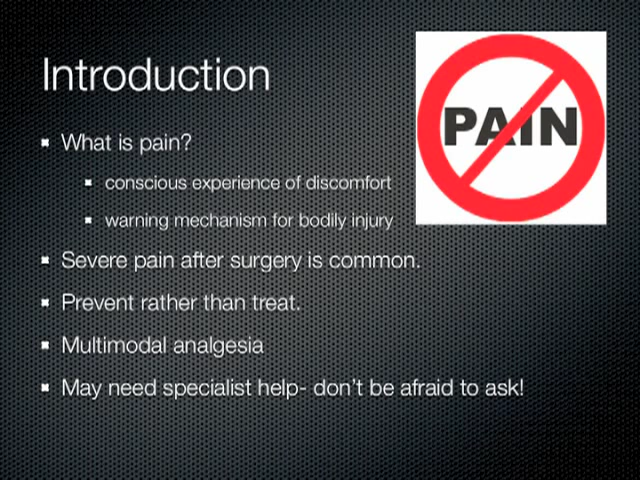 Introduction
PAIN
What is pain?
conscious experience of discomfort
warning mechanism for bodily injury
Severe pain after surgery is common.
Prevent rather than treat.
Multimodal analgesia
May need specialist help- don't be afraid to ask!